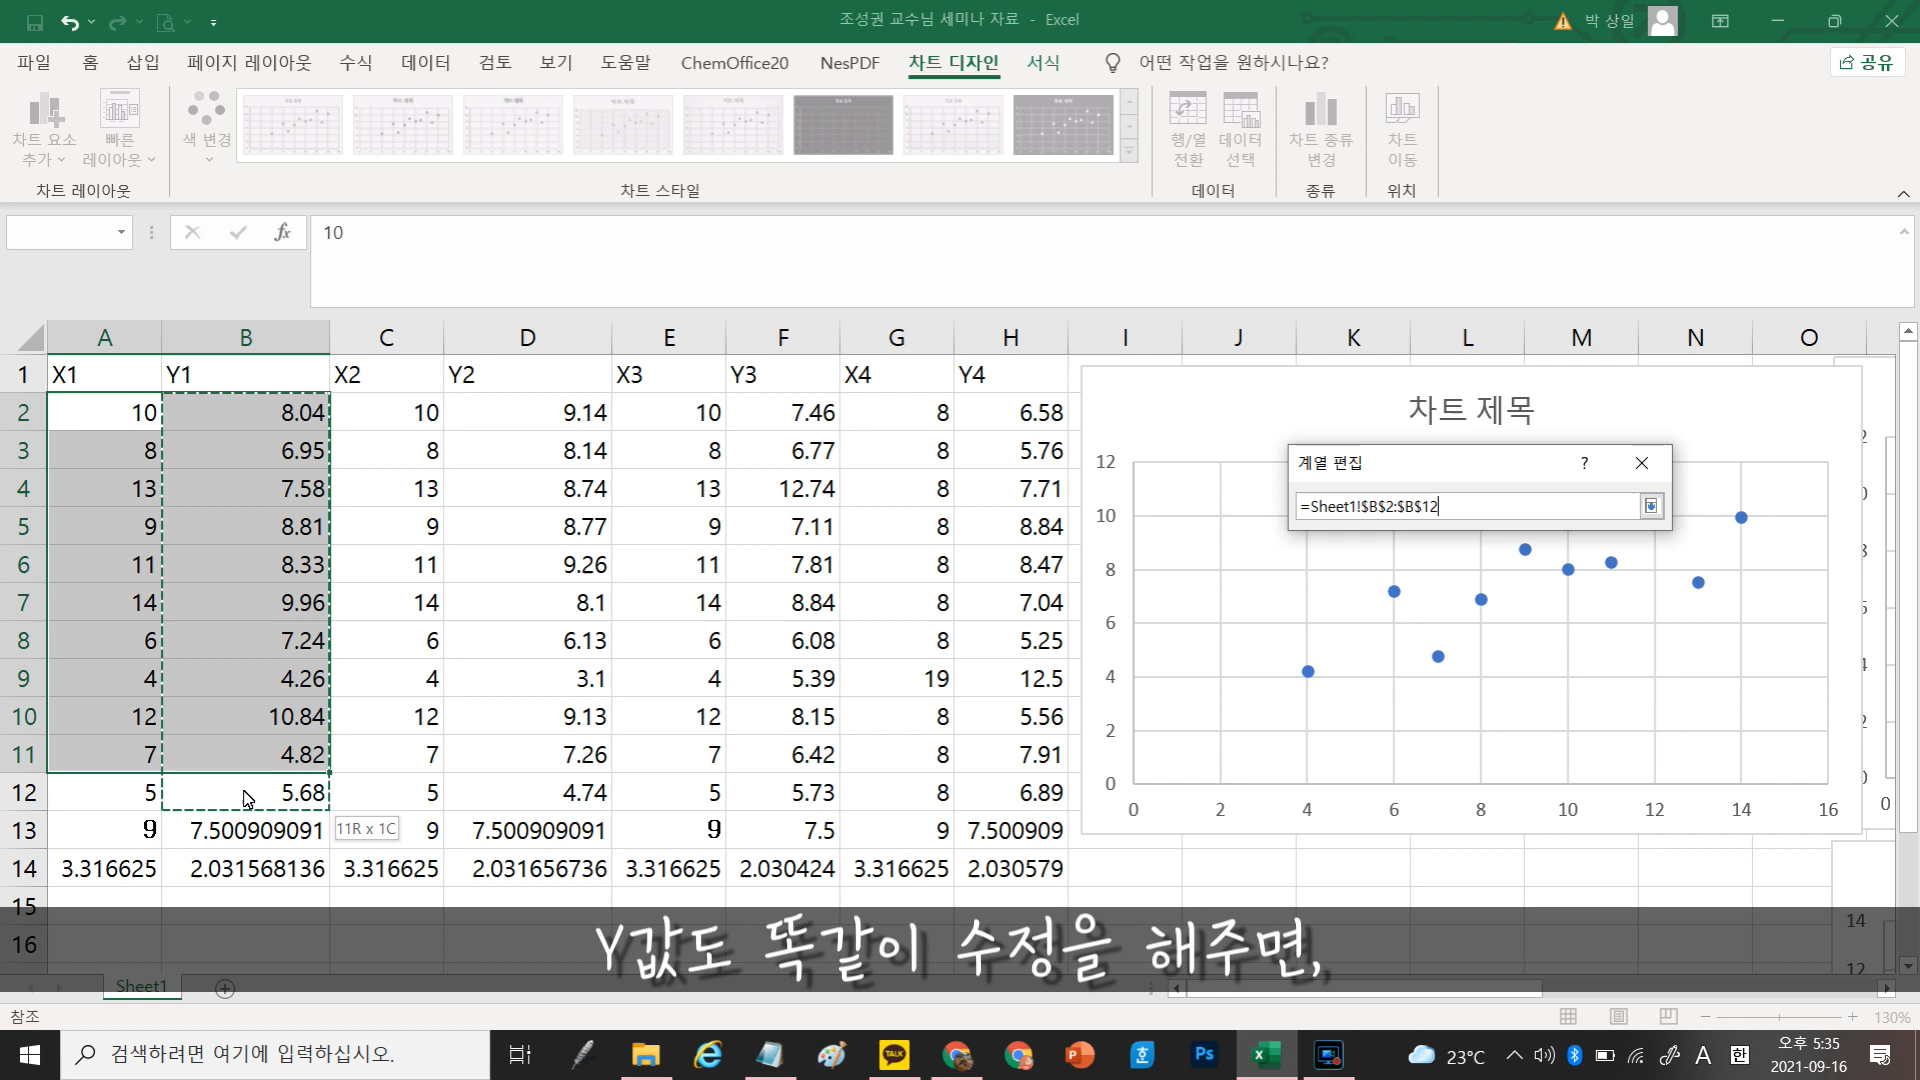 조성권 교수님 세미나 자료 - Excel
박 상일
파일 홈 삽입 페이지 레이아웃 수식 데이터 검토 보기 도움말 ChemOffice20 NesPDF 차트 디자인 서식 어떤 작업을 원하시나요? 공유
차트 요소 추가
빠른 레이아웃
색 변경
행/열 전환
데이터 선택
차트 종류 변경
차트 이동
차트 레이아웃 차트 스타일 데이터 종류 위치
fx 10
A B C D E F G H I J K L M N O
1 X1 Y1 X2 Y2 X3 Y3 X4 Y4
2 10 8.04 10 9.14 10 7.46 8 6.58
3 8 6.95 8 8.14 8 6.77 8 5.76
4 13 7.58 13 8.74 13 12.74 8 7.71
5 9 8.81 9 8.77 9 7.11 8 8.84
6 11 8.33 11 9.26 11 7.81 8 8.47
7 14 9.96 14 8.1 14 8.84 8 7.04
8 6 7.24 6 6.13 6 6.08 8 5.25
9 4 4.26 4 3.1 4 5.39 19 12.5
10 12 10.84 12 9.13 12 8.15 8 5.56
11 7 4.82 7 7.26 7 6.42 8 7.91
12 5 5.68 5 4.74 5 5.73 8 6.89
13 9 7.500909091 9 7.500909091 9 7.5 9 7.500909
11R x 1C
14 3.316625 2.031568136 3.316625 2.031656736 3.316625 2.030424 3.316625 2.030579
15
16
차트 제목
계열 편집 ?
=Sheet1!$B$2:$B$12
12
10
8
6
4
2
0
0 2 4 6 8 10 12 14 16
0
14
12
Y값도 똑같이 수정을 해주면,
Sheet1
참조
130%
검색하려면 여기에 입력하십시오.
TALK
Ps
23°C
A
한
오후 5:35
2021-09-16